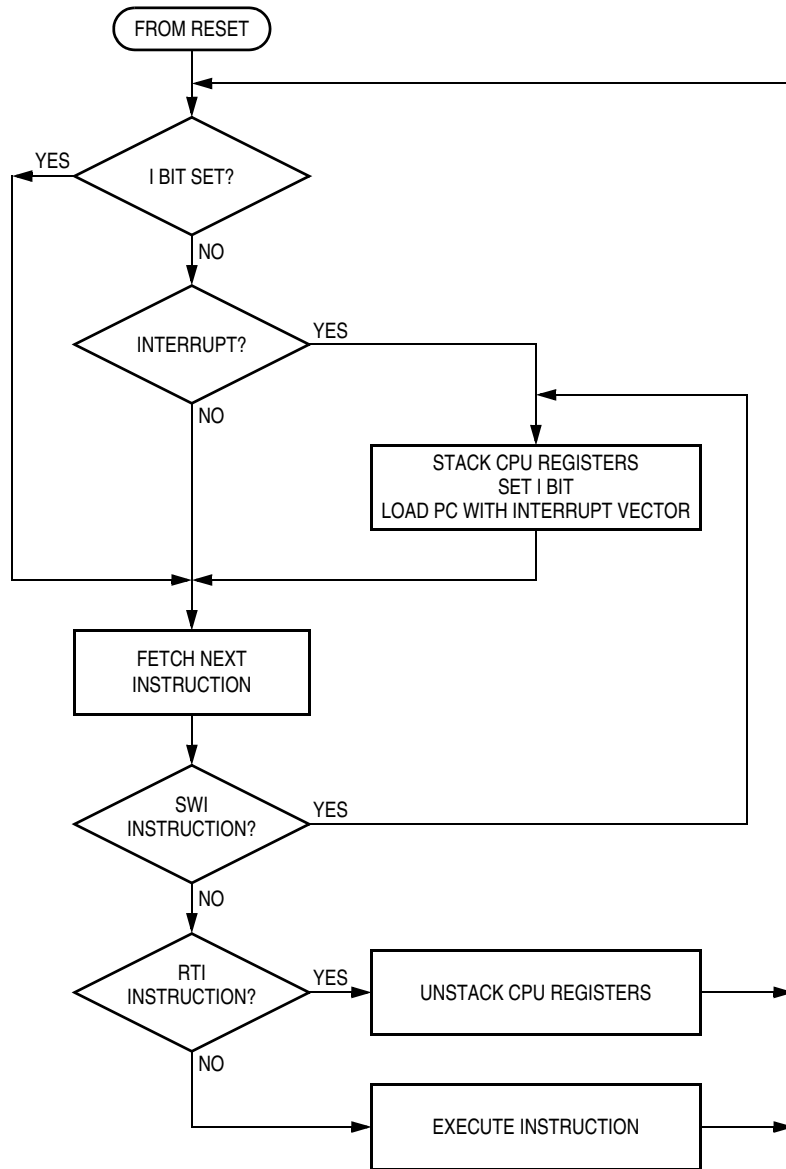 FROM RESET
YES
I BIT SET?
NO
INTERRUPT?
YES
NO
STACK CPU REGISTERS
SET I BIT
LOAD PC WITH INTERRUPT VECTOR
FETCH NEXT
INSTRUCTION
SWI
INSTRUCTION?
YES
NO
RTI
INSTRUCTION?
YES
UNSTACK CPU REGISTERS
NO
EXECUTE INSTRUCTION